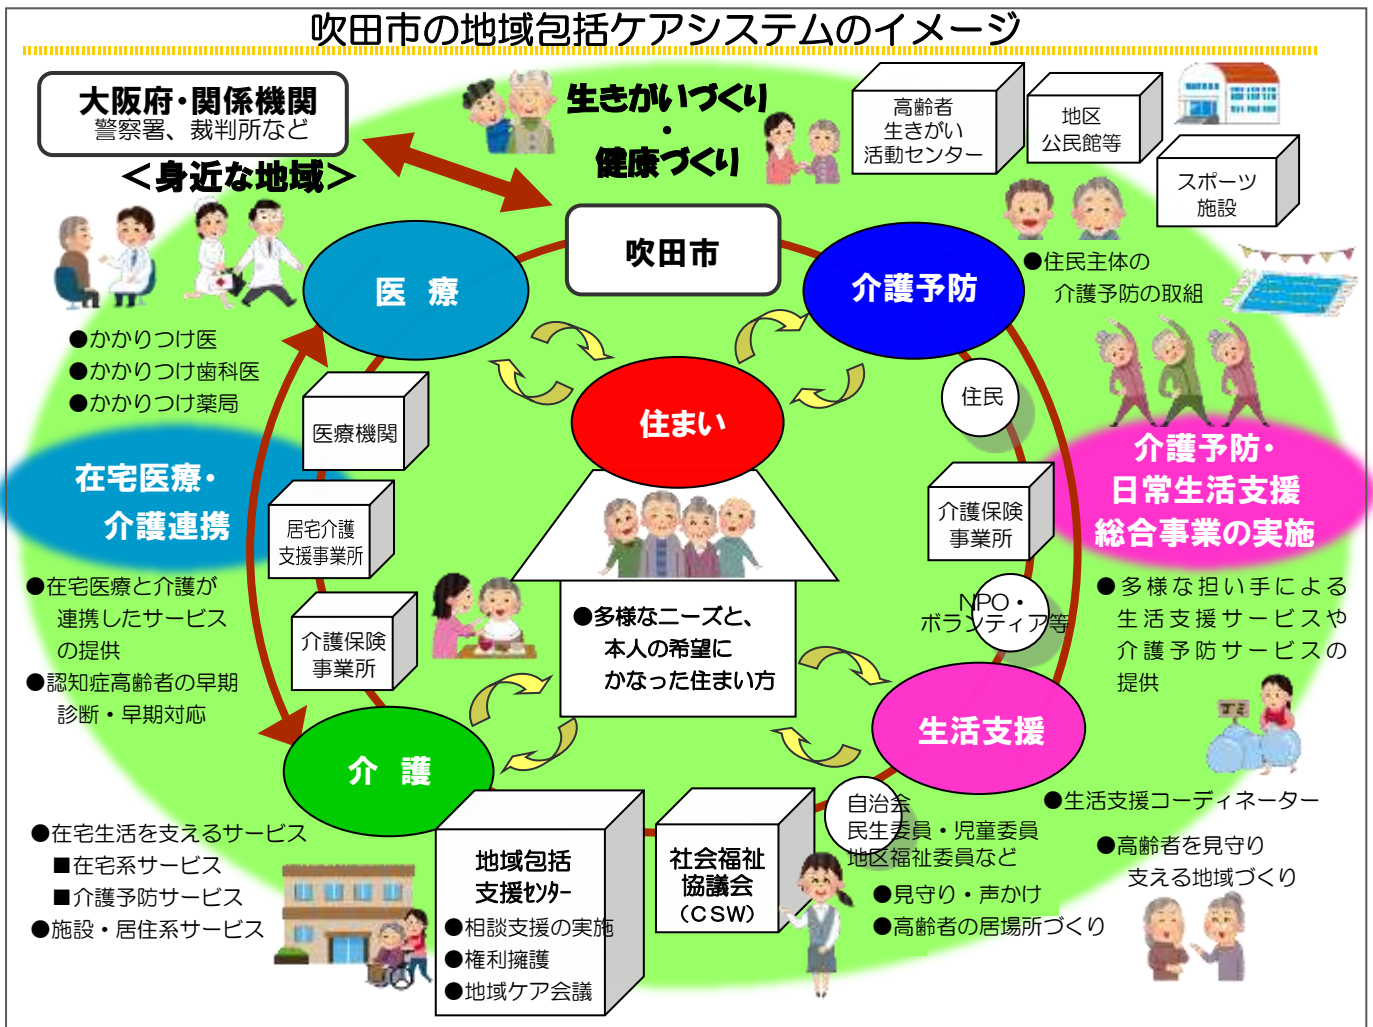 吹田市の地域包括ケアシステムのイメージ
大阪府・関係機関
警察署、裁判所など
＜身近な地域＞
生きがいづくり
・
健康づくり
高齢者
生きがい
活動センター
地区
公民館等
スポーツ
施設
吹田市
医 療
介護予防
●住民主体の
介護予防の取組
●かかりつけ医
●かかりつけ歯科医
●かかりつけ薬局
住まい
住民
医療機関
在宅医療・
介護連携
居宅介護
支援事業所
介護保険
事業所
介護保険
事業所
介護予防・
日常生活支援
総合事業の実施
●在宅医療と介護が
連携したサービス
の提供
●認知症高齢者の早期
診断・早期対応
●多様なニーズと、
本人の希望に
かなった住まい方
NPO・
ボランティア等
●多様な担い手による
生活支援サービスや
介護予防サービスの
提供
ゴミ
介 護
生活支援
●在宅生活を支えるサービス
■在宅系サービス
■介護予防サービス
●施設・居住系サービス
地域包括
支援センター
●相談支援の実施
●権利擁護
●地域ケア会議
社会福祉
協議会
（CSW）
自治会
民生委員・児童委員
地区福祉委員など
●見守り・声かけ
●高齢者の居場所づくり
●生活支援コーディネーター
●高齢者を見守り
支える地域づくり